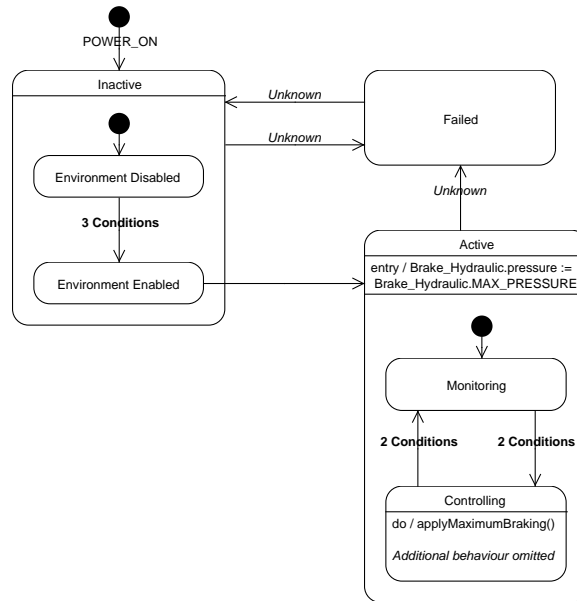 POWER_ON
Inactive
Environment Disabled
3 Conditions
Environment Enabled
Unknown
Unknown
Failed
Unknown
Active
entry / Brake_Hydraulic.pressure :=
Brake_Hydraulic.MAX_PRESSURE
Monitoring
2 Conditions
2 Conditions
Controlling
do / applyMaximumBraking()
Additional behaviour omitted